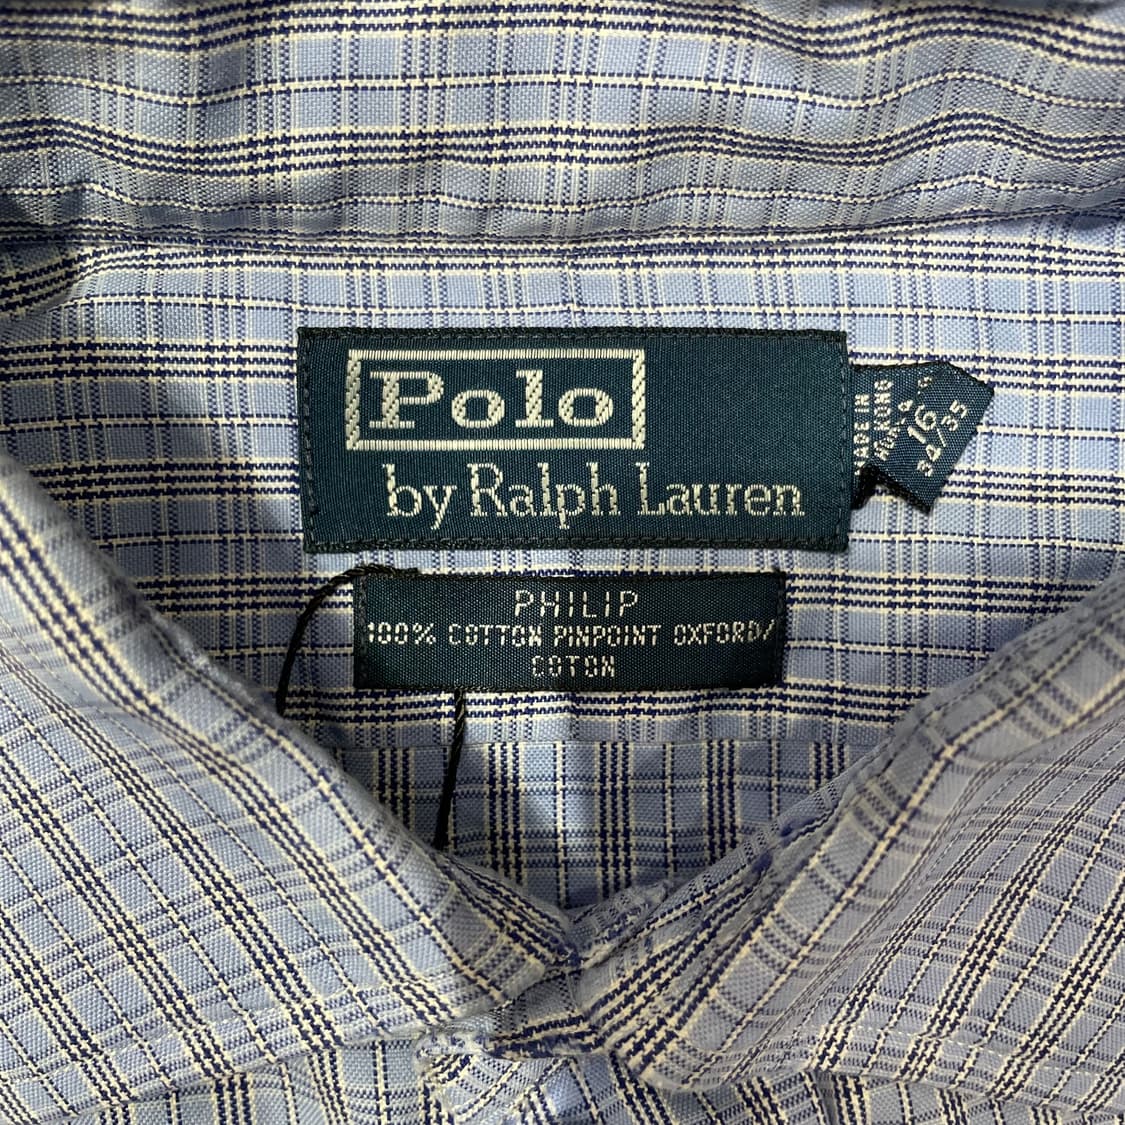 Polo
by Ralph Lauren
MADE IN
16
34/35
PHILIP
100% COTTON PINPOINT OXFORD/
COTON